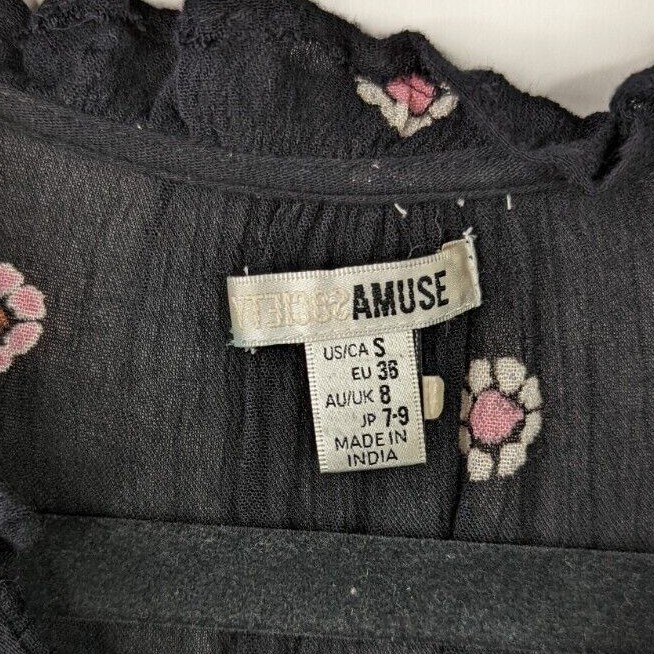 SOCIETY AMUSE
US/CA S
EU 36
AU/UK 8
JP 7-9
MADE IN
INDIA